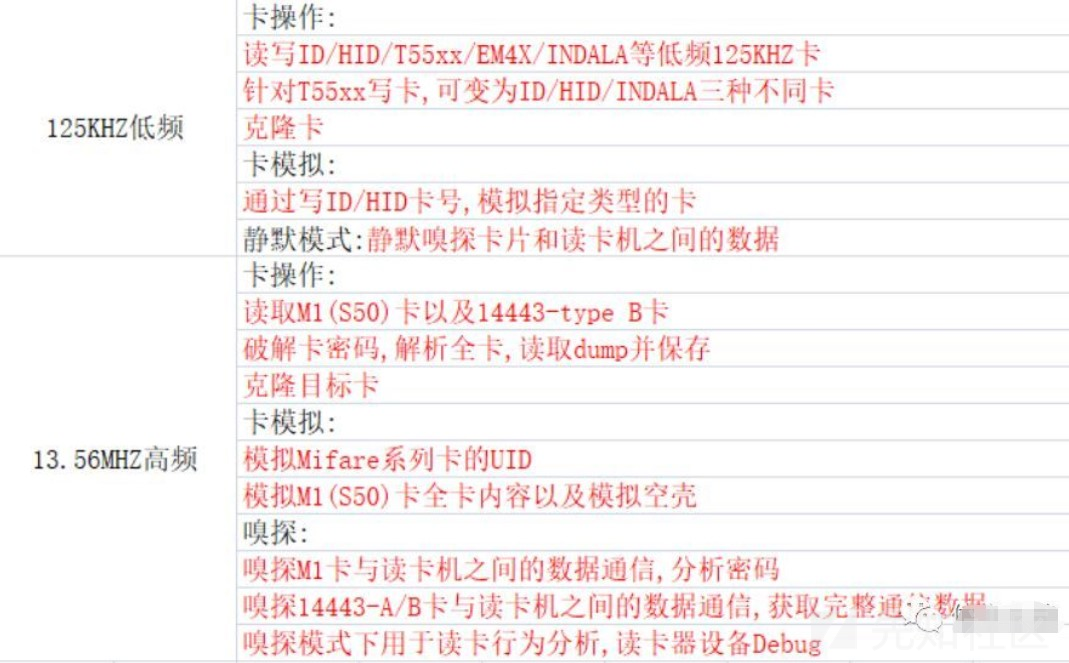 卡操作:
读写ID/HID/T55xx/EM4X/INDALA等低频125KHZ卡
针对T55xx写卡,可变为ID/HID/INDALA三种不同卡
125KHZ低频
克隆卡
卡模拟:
通过写ID/HID卡号,模拟指定类型的卡
静默模式:静默嗅探卡片和读卡机之间的数据
卡操作:
读取M1(S50)卡以及14443-type B卡
破解卡密码,解析全卡,读取dump并保存
克隆目标卡
卡模拟:
13.56MHZ高频
模拟Mifare系列卡的UID
模拟M1(S50)卡全卡内容以及模拟空壳
嗅探:
嗅探M1卡与读卡机之间的数据通信,分析密码
嗅探14443-A/B卡与读卡机之间的数据通信,获取完整通信数据
嗅探模式下用于读卡行为分析,读卡器设备Debug
先知社区